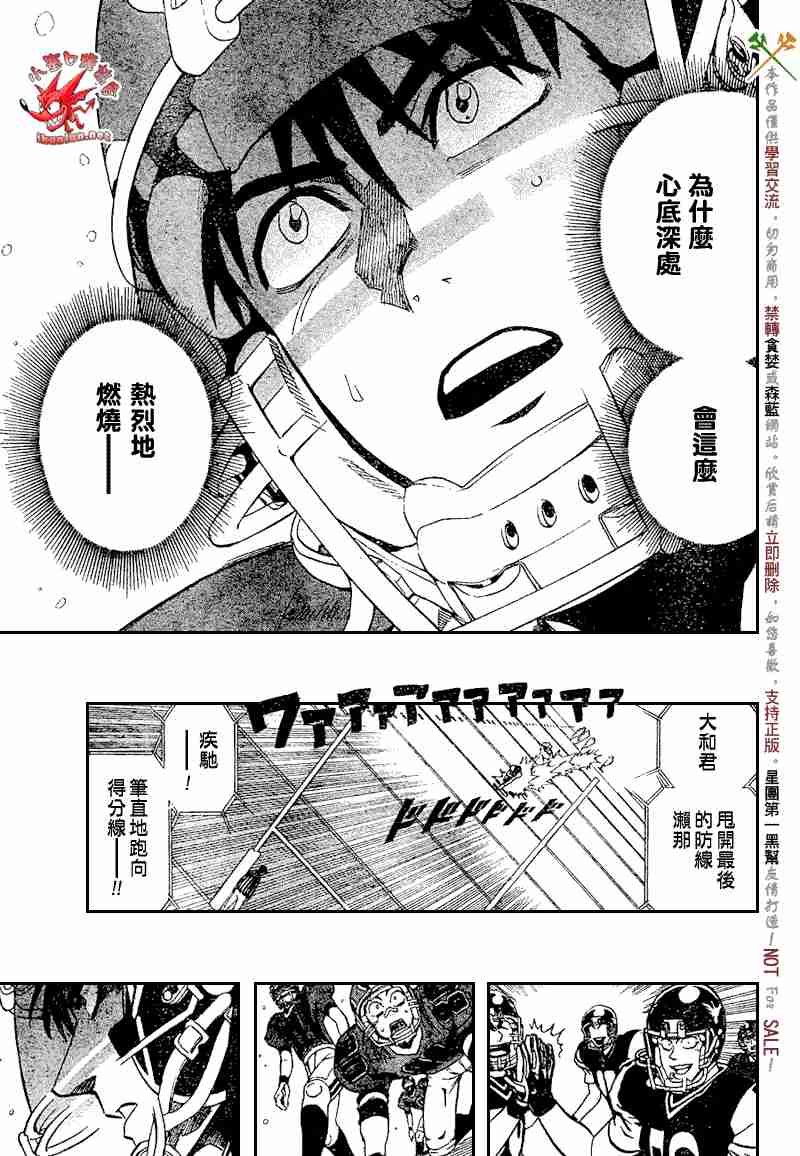 為什麼
心底深處
會這麼
熱烈地
燃燒——
ワァァァァァァァァァ
大和君
甩開最後
的防線
瀨那
疾馳
——!
筆直地跑向
得分線——!!
ドドドドドド
本作品僅供學習交流,切勿商用,禁轉貪婪或森藍網站。欣賞后請立即刪除,如您喜歡,支持正版。星團第一黑幫友情打造—NOT For SALE—